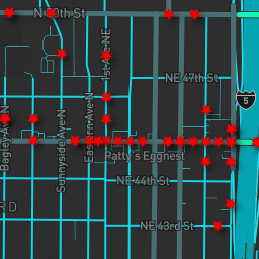 N 50th St
1st Ave NE
NE 47th St
5
Bagley Ave N
Sunnyside Ave N
Eastern Ave N
Patty's Eggnest
NE 44th St
R D
NE 43rd St